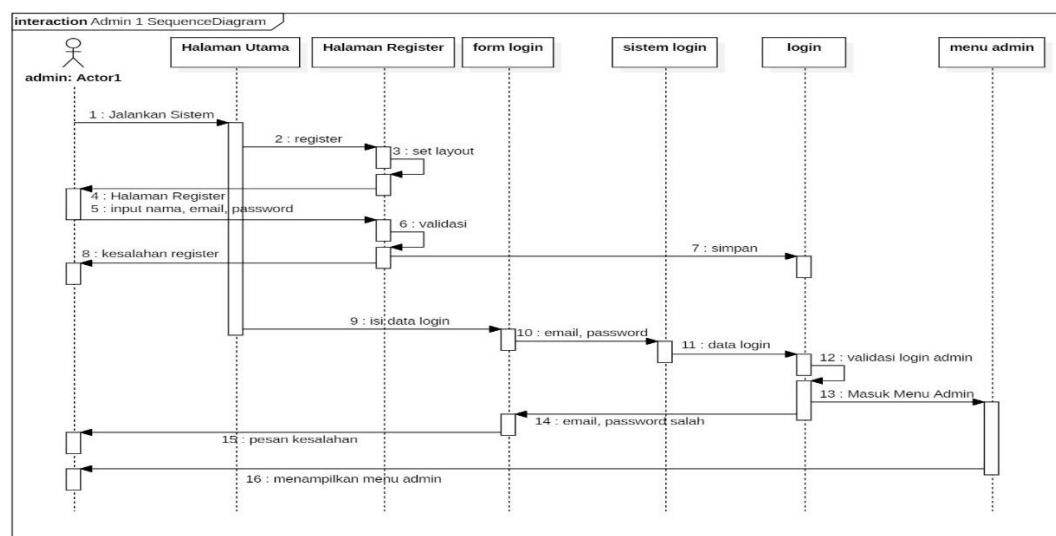 interaction Admin 1 SequenceDiagram
admin: Actor1
Halaman Utama
Halaman Register
form login
sistem login
login
menu admin
1 : Jalankan Sistem
2 : register
3 : set layout
4 : Halaman Register
5 : input nama, email, password
6 : validasi
7 : simpan
8 : kesalahan register
9 : isi data login
10 : email, password
11 : data login
12 : validasi login admin
13 : Masuk Menu Admin
14 : email, password salah
15 : pesan kesalahan
16 : menampilkan menu admin